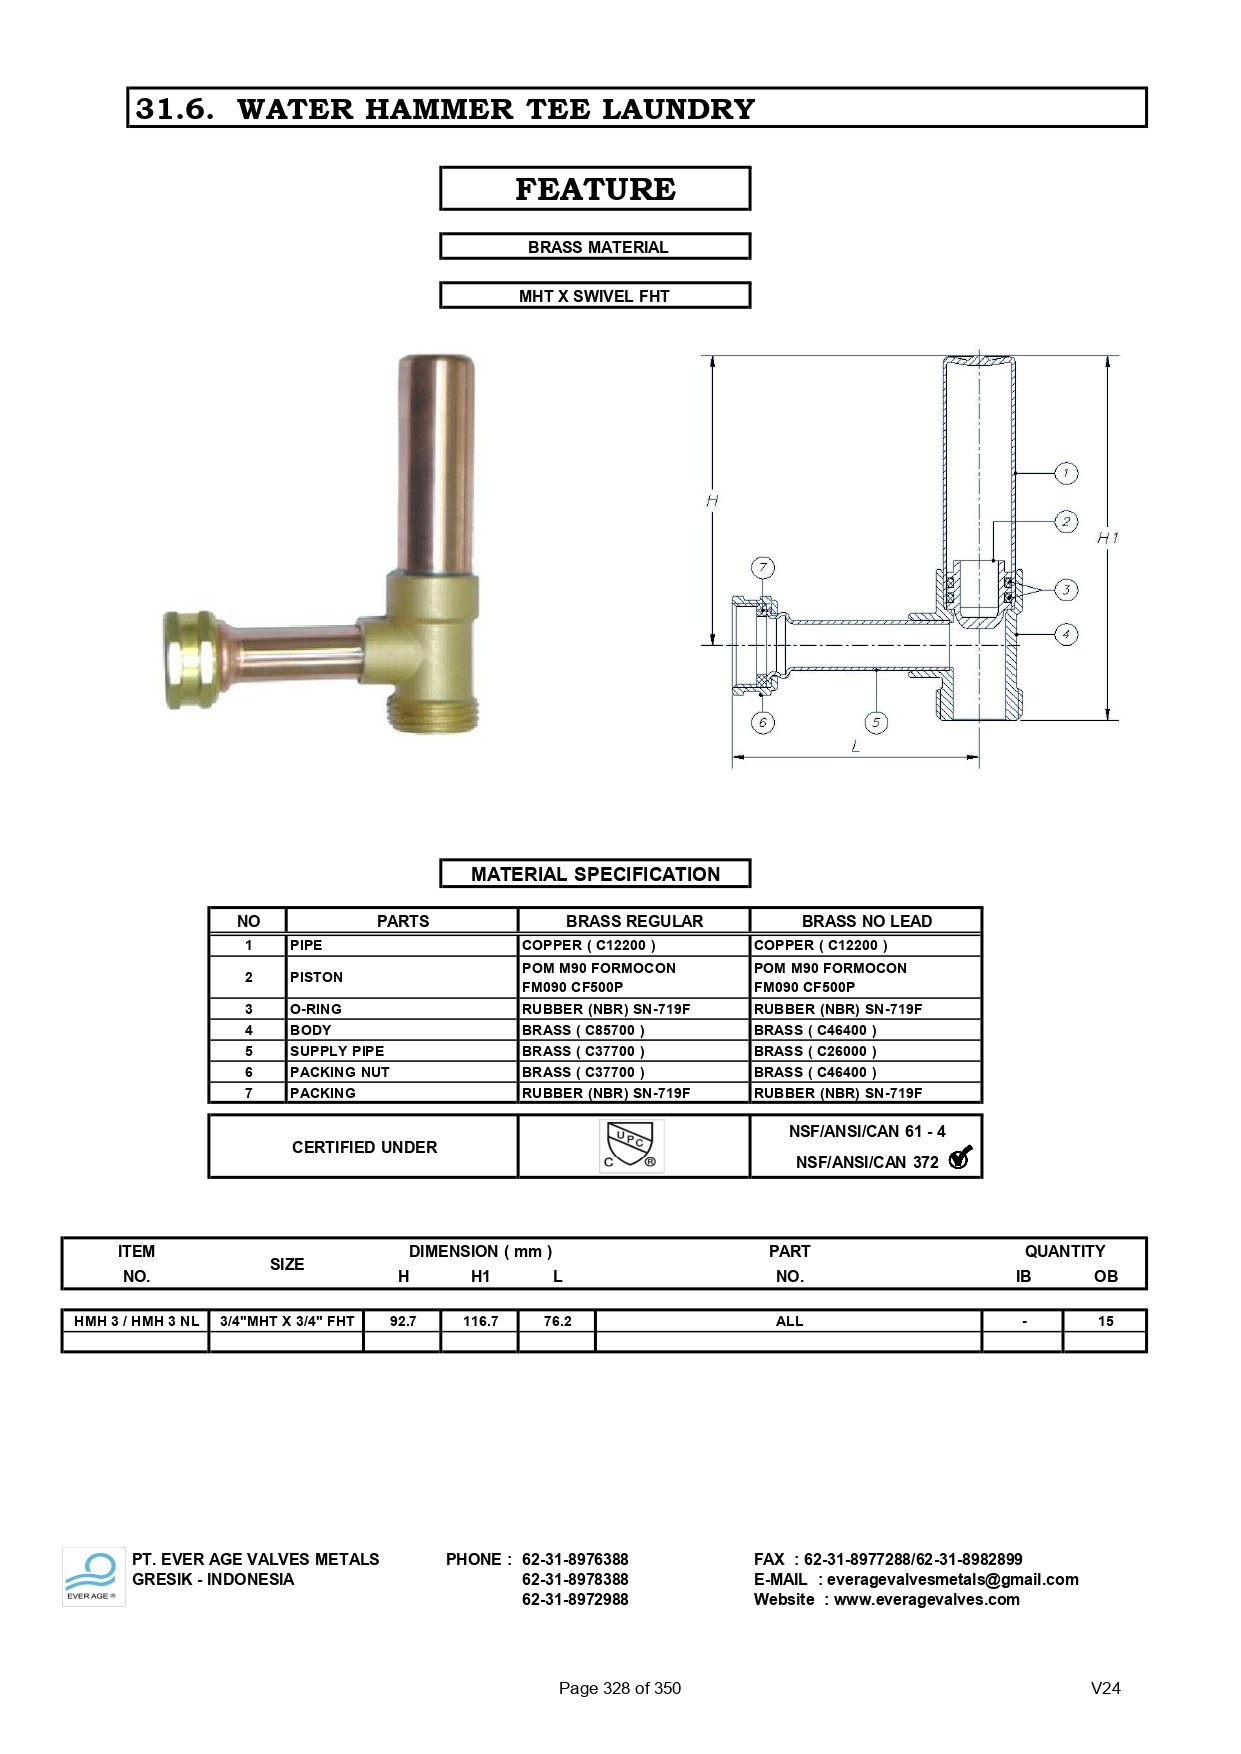 31.6. WATER HAMMER TEE LAUNDRY
FEATURE
BRASS MATERIAL
MHT X SWIVEL FHT
H
H1
L
1
2
3
4
5
6
7
MATERIAL SPECIFICATION
NO PARTS BRASS REGULAR BRASS NO LEAD
1 PIPE COPPER ( C12200 ) COPPER ( C12200 )
2 PISTON POM M90 FORMOCON FM090 CF500P POM M90 FORMOCON FM090 CF500P
3 O-RING RUBBER (NBR) SN-719F RUBBER (NBR) SN-719F
4 BODY BRASS ( C85700 ) BRASS ( C46400 )
5 SUPPLY PIPE BRASS ( C37700 ) BRASS ( C26000 )
6 PACKING NUT BRASS ( C37700 ) BRASS ( C46400 )
7 PACKING RUBBER (NBR) SN-719F RUBBER (NBR) SN-719F
CERTIFIED UNDER
UPC
C ®
NSF/ANSI/CAN 61 - 4
NSF/ANSI/CAN 372
ITEM NO. SIZE DIMENSION ( mm ) PART NO. QUANTITY
H H1 L IB OB
HMH 3 / HMH 3 NL 3/4"MHT X 3/4" FHT 92.7 116.7 76.2 ALL - 15
EVER AGE ®
PT. EVER AGE VALVES METALS PHONE : 62-31-8976388 FAX : 62-31-8977288/62-31-8982899
GRESIK - INDONESIA 62-31-8978388 E-MAIL : everagevalvesmetals@gmail.com
62-31-8972988 Website : www.everagevalves.com
Page 328 of 350 V24